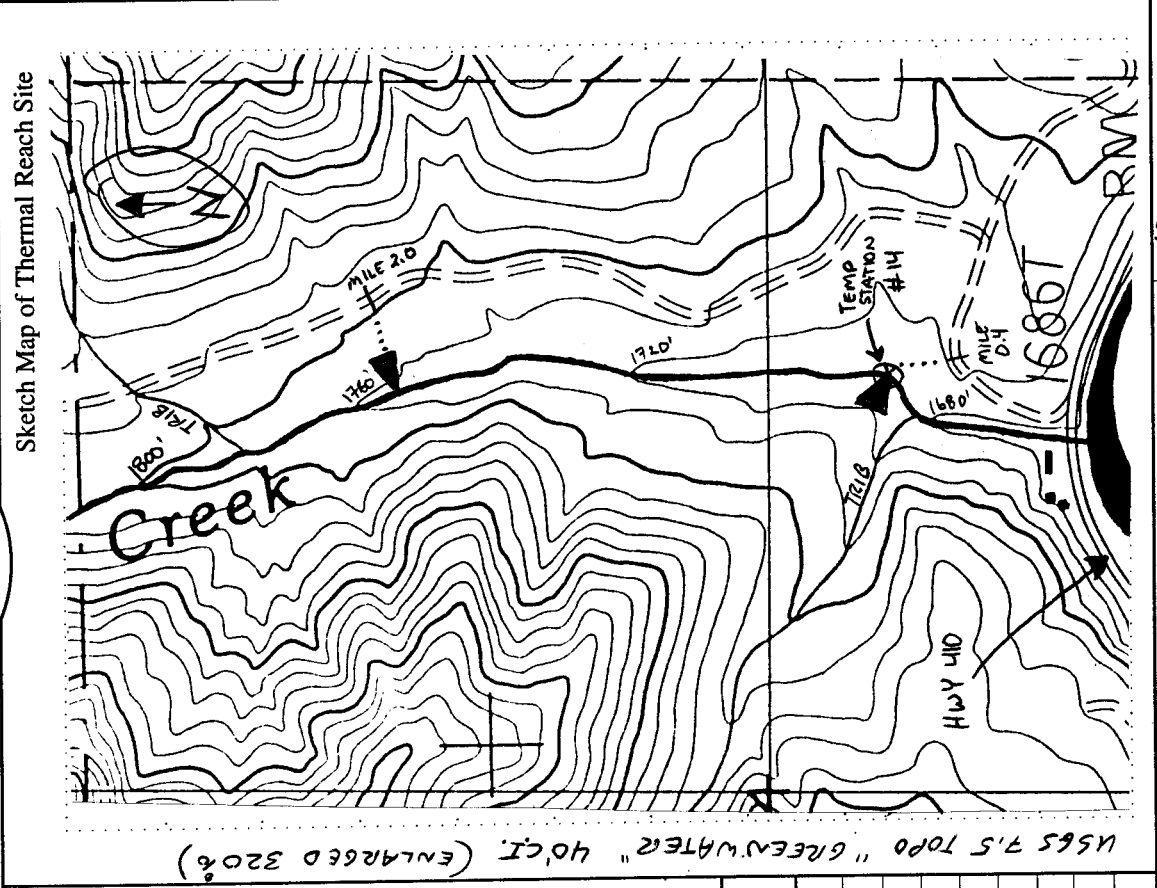 Sketch Map of Thermal Reach Site
N
MILE 2.0
TRIB
1800'
Creek
1760'
1720'
TEMP
STATION
#14
MILE
0.4
1686T
1680'
TRIB
HWY 410
USGS 7.5 TOPO "GREENWATER" 40' C.I. (ENLARGED 320%)